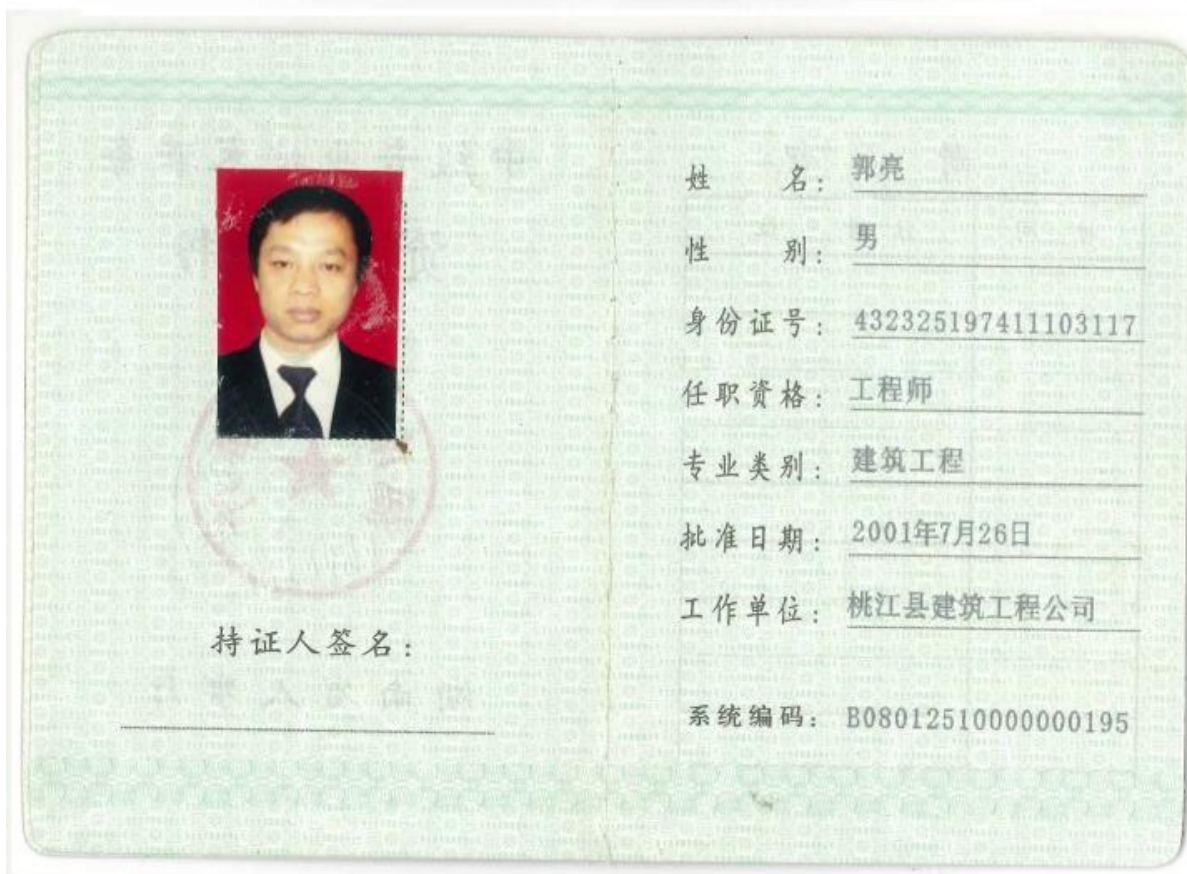 持证人签名：
姓 名：郭亮
性 别：男
身份证号：432325197411103117
任职资格：工程师
专业类别：建筑工程
批准日期：2001年7月26日
工作单位：桃江县建筑工程公司
系统编码：B08012510000000195